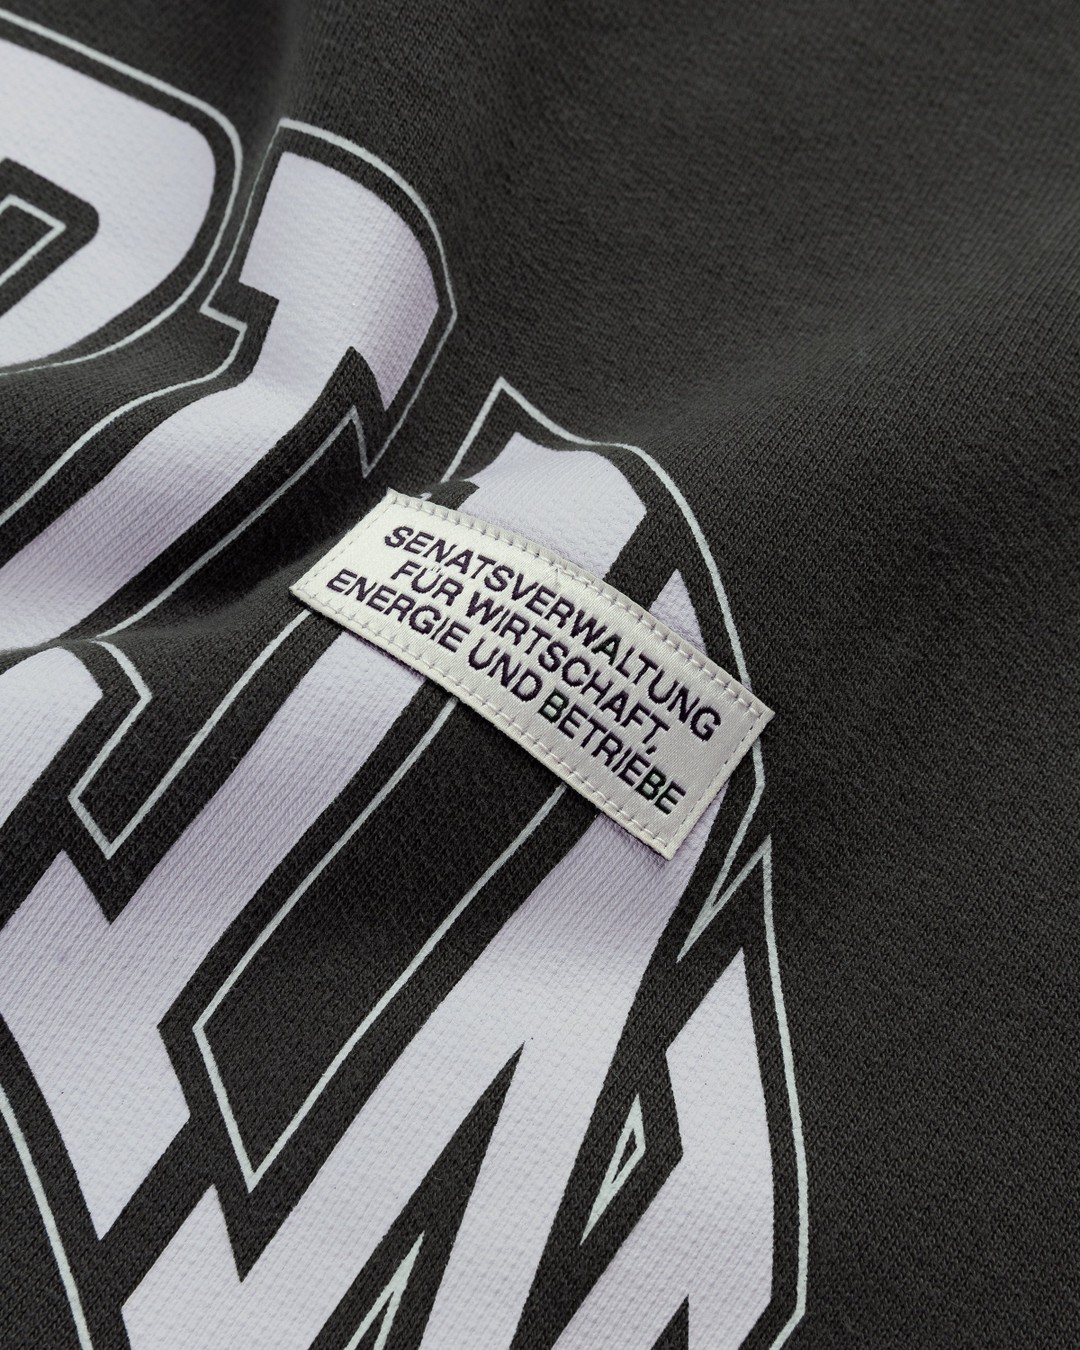 SENATSVERWALTUNG
FÜR WIRTSCHAFT,
ENERGIE UND BETRIEBE